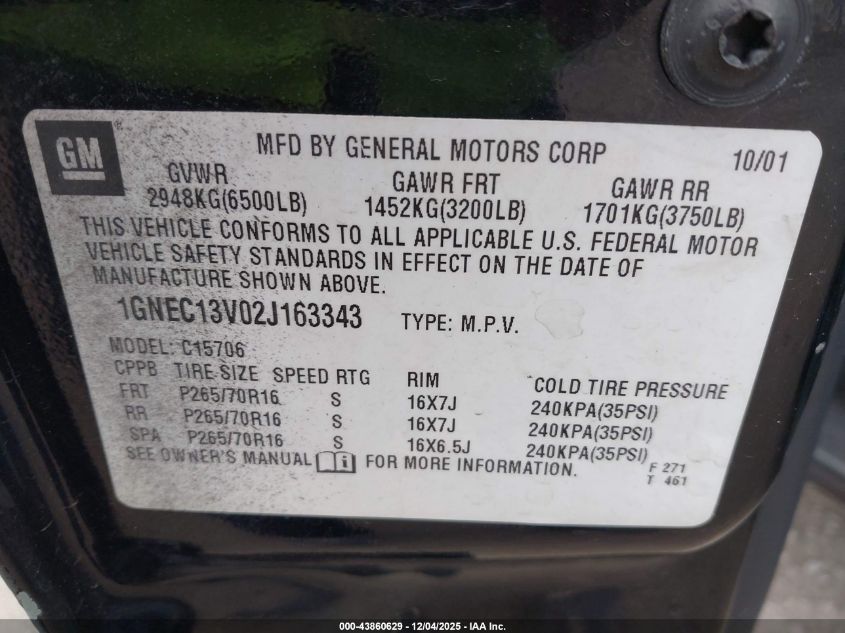 GM
MFD BY GENERAL MOTORS CORP 10/01
GVWR GAWR FRT GAWR RR
2948KG(6500LB) 1452KG(3200LB) 1701KG(3750LB)
THIS VEHICLE CONFORMS TO ALL APPLICABLE U.S. FEDERAL MOTOR
VEHICLE SAFETY STANDARDS IN EFFECT ON THE DATE OF
MANUFACTURE SHOWN ABOVE.
1GNEC13V02J163343 TYPE: M.P.V.
MODEL: C15706
CPPB TIRE SIZE SPEED RTG RIM COLD TIRE PRESSURE
FRT P265/70R16 S 16X7J 240KPA(35PSI)
RR P265/70R16 S 16X7J 240KPA(35PSI)
SPA P265/70R16 S 16X6.5J 240KPA(35PSI)
SEE OWNER'S MANUAL FOR MORE INFORMATION.
F 271
T 461
000-43860629 - 12/04/2025 - IAA Inc.